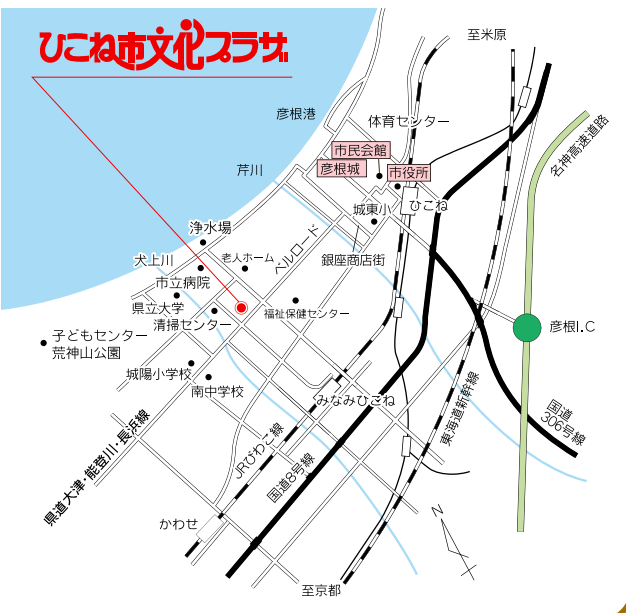 ひこね市文化プラザ
至米原
彦根港
体育センター
名神高速道路
市民会館
彦根城
市役所
芹川
ひこね
城東小
浄水場
ベルロード
銀座商店街
犬上川
老人ホーム
市立病院
県立大学
清掃センター
福祉保健センター
彦根I.C
子どもセンター
荒神山公園
城陽小学校
南中学校
みなみひこね
東海道新幹線
国道
306号線
県道大津・能登川・長浜線
JRびわこ線
国道8号線
かわせ
N
至京都